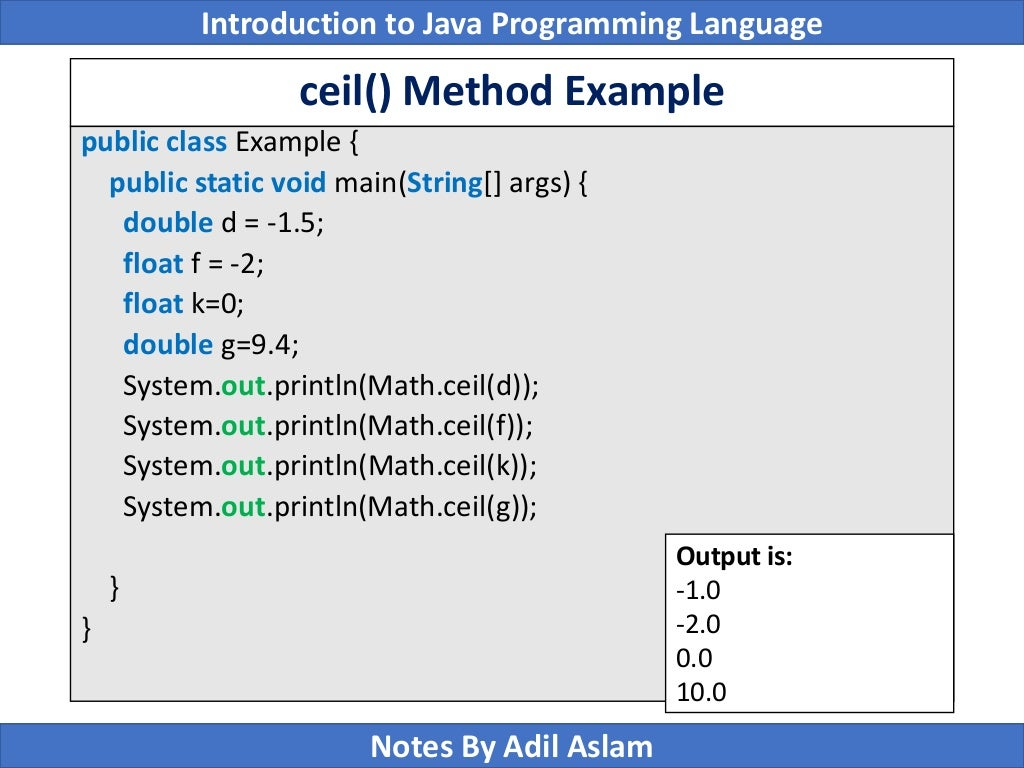 Introduction to Java Programming Language
ceil() Method Example
public class Example {
public static void main(String[] args) {
double d = -1.5;
float f = -2;
float k=0;
double g=9.4;
System.out.println(Math.ceil(d));
System.out.println(Math.ceil(f));
System.out.println(Math.ceil(k));
System.out.println(Math.ceil(g));
}
}
Output is:
-1.0
-2.0
0.0
10.0
Notes By Adil Aslam